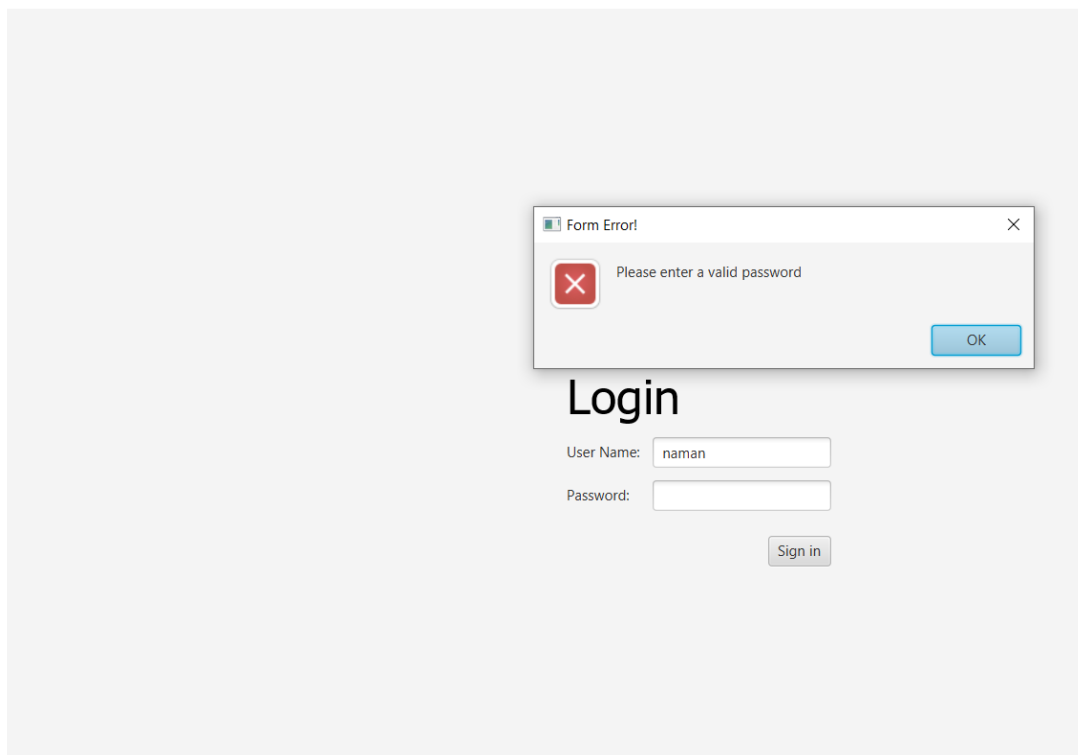 Form Error!
Please enter a valid password
OK
Login
User Name: naman
Password:
Sign in